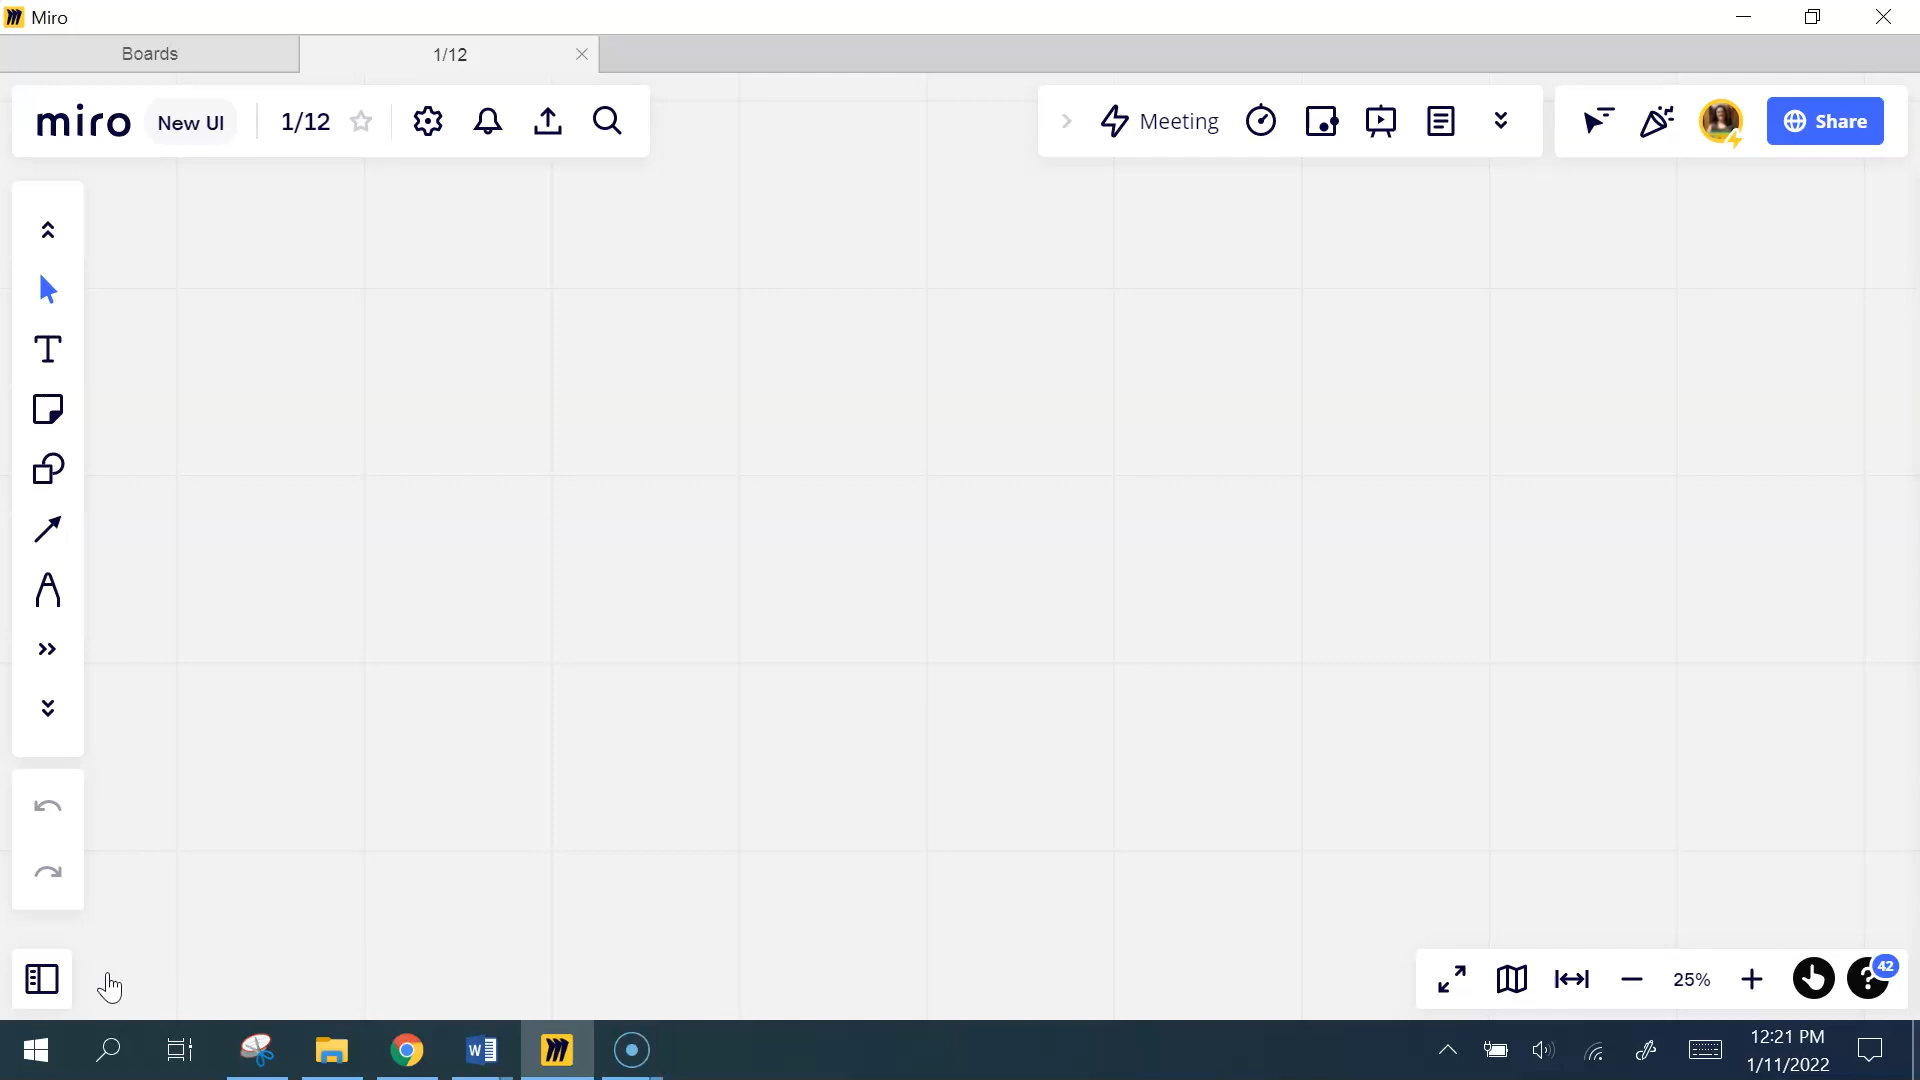 Miro
Boards
1/12
miro
New UI
1/12
Meeting
Share
25%
42
12:21 PM
1/11/2022